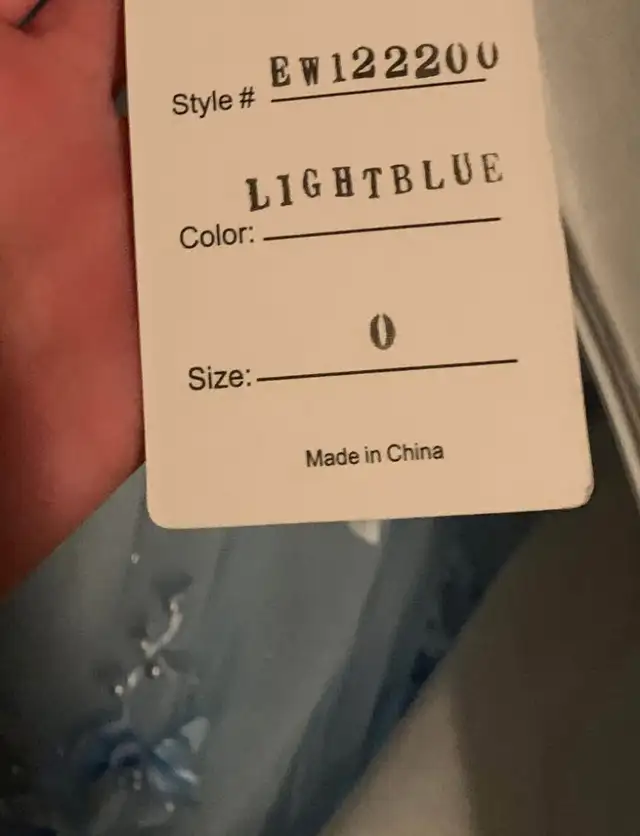 Style # EW122200
Color: LIGHTBLUE
Size: 0
Made in China